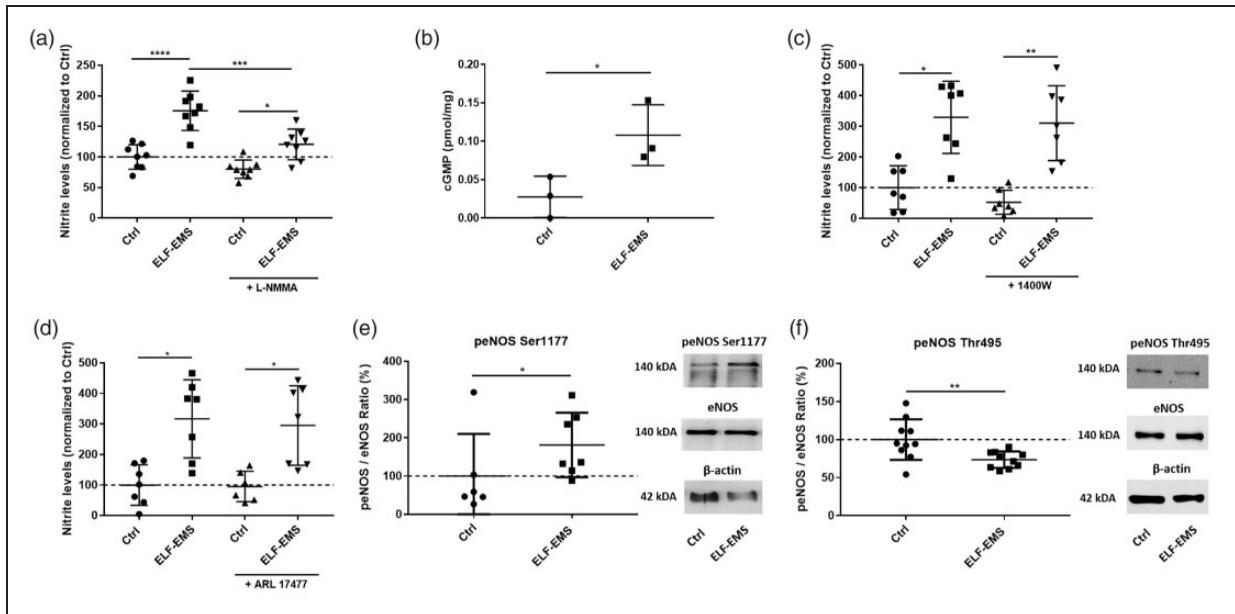 (a)
Nitrite levels (normalized to Ctrl)
250
200
150
100
50
0
****
***
*
Ctrl
ELF-EMS
Ctrl
ELF-EMS
+ L-NMMA
(b)
cGMP (pmol/mg)
0.20
0.15
0.10
0.05
0.00
*
Ctrl
ELF-EMS
(c)
Nitrite levels (normalized to Ctrl)
500
400
300
200
100
0
*
**
Ctrl
ELF-EMS
Ctrl
ELF-EMS
+ 1400W
(d)
Nitrite levels (normalized to Ctrl)
500
400
300
200
100
0
*
*
Ctrl
ELF-EMS
Ctrl
ELF-EMS
+ ARL 17477
(e)
peNOS Ser1177
peNOS / eNOS Ratio (%)
400
300
200
100
0
*
Ctrl
ELF-EMS
peNOS Ser1177
140 kDA
eNOS
140 kDA
β-actin
42 kDA
Ctrl
ELF-EMS
(f)
peNOS Thr495
peNOS / eNOS Ratio (%)
200
150
100
50
0
**
Ctrl
ELF-EMS
peNOS Thr495
140 kDA
eNOS
140 kDA
β-actin
42 kDA
Ctrl
ELF-EMS